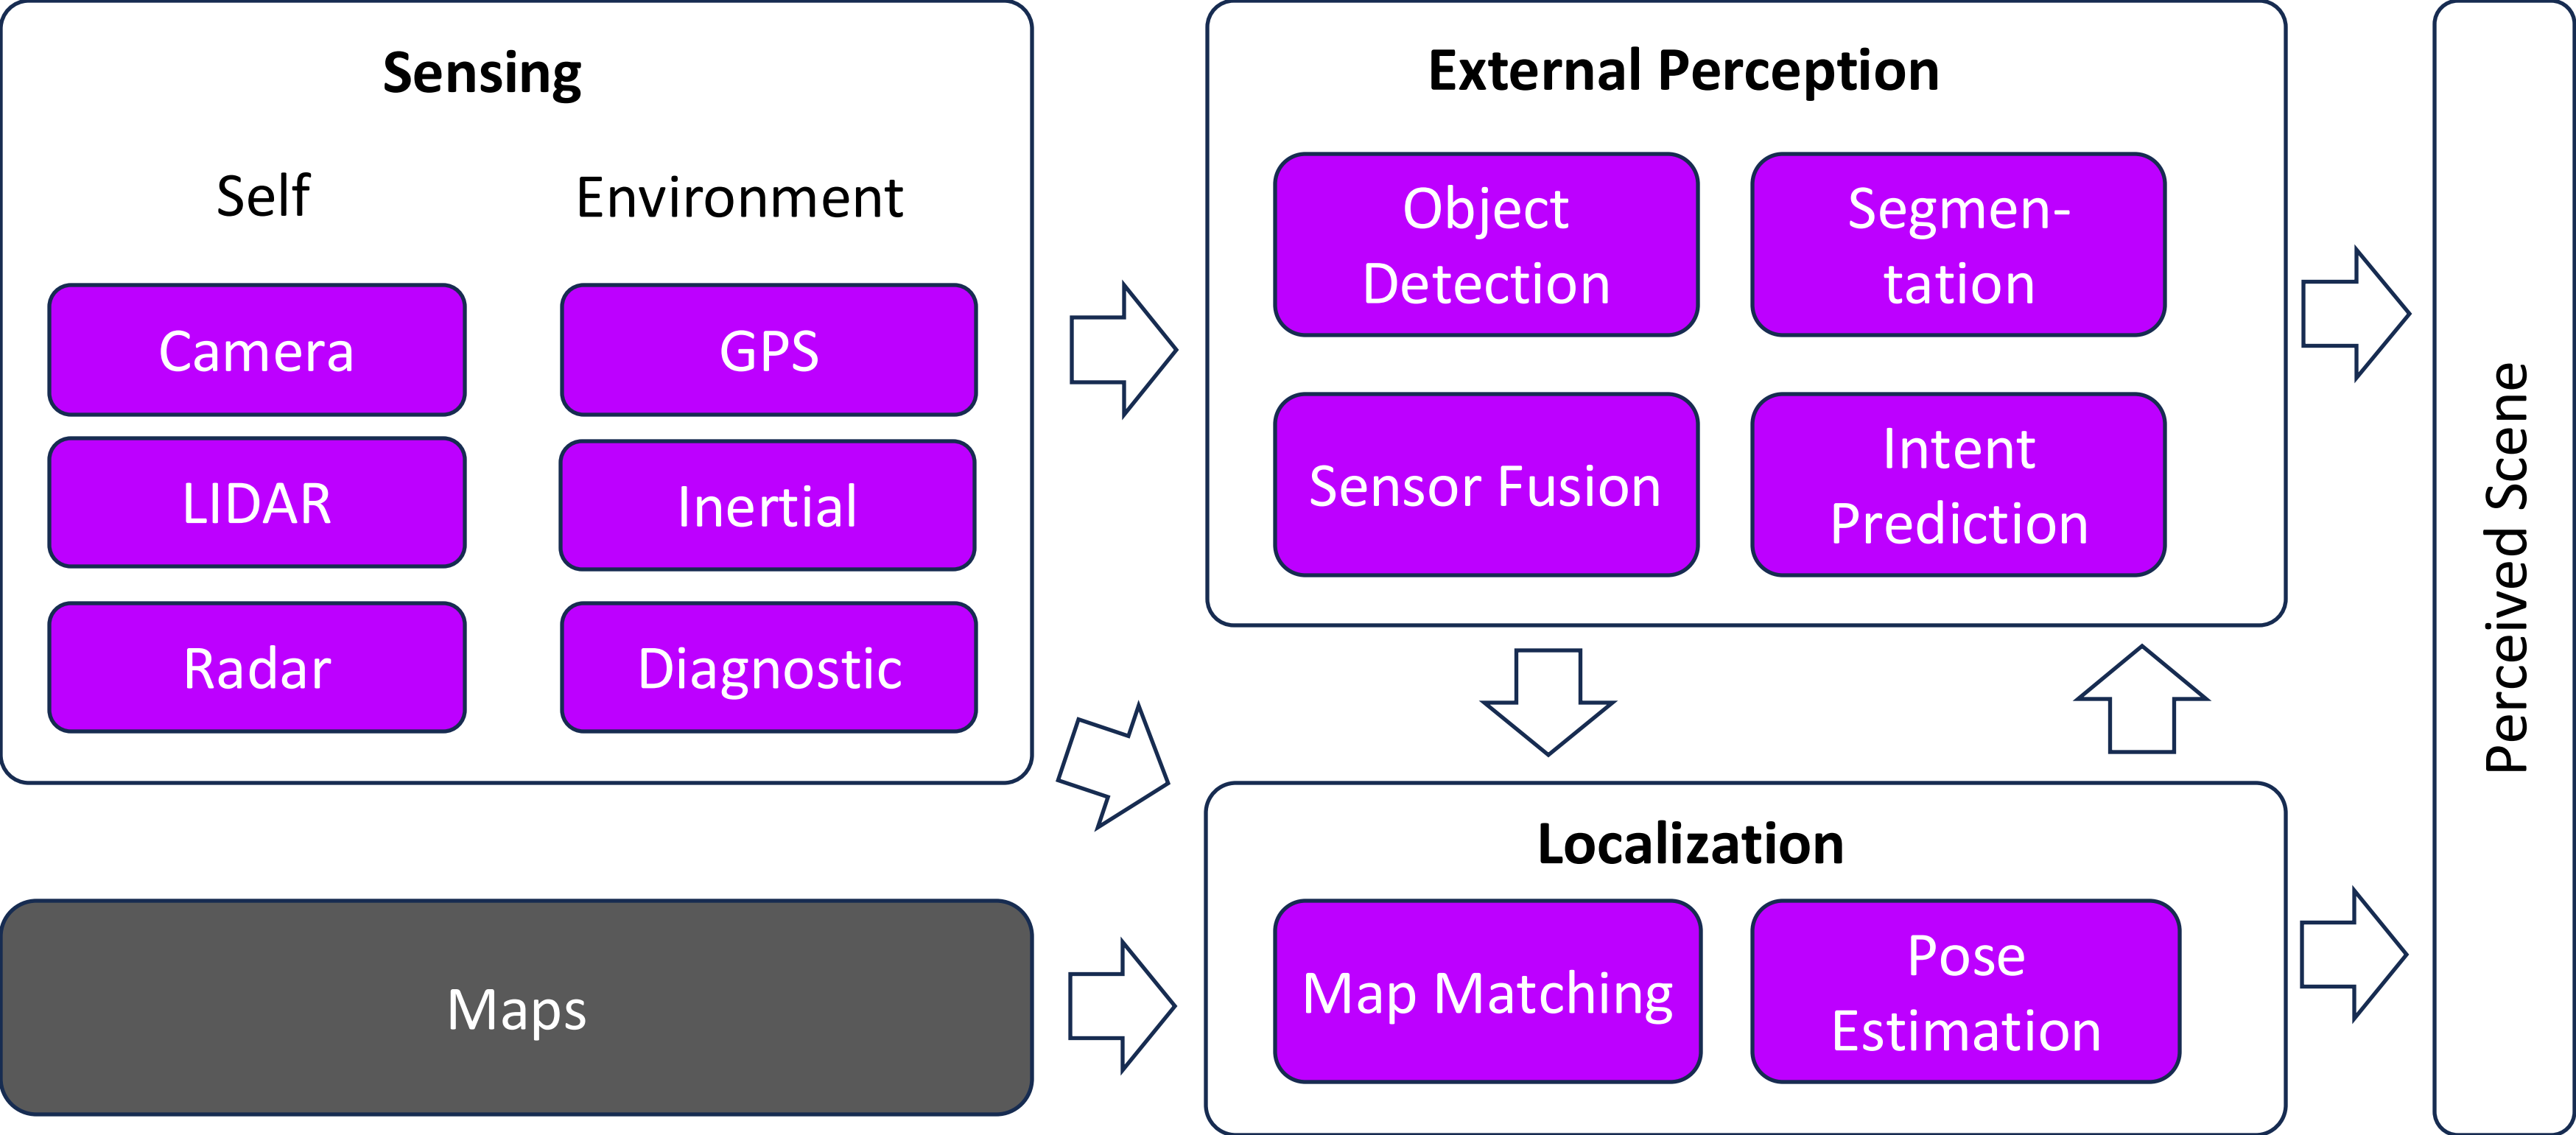 Sensing
Self
Environment
Camera
GPS
LIDAR
Inertial
Radar
Diagnostic
Maps
External Perception
Object
Detection
Segmen-
tation
Sensor Fusion
Intent
Prediction
Localization
Map Matching
Pose
Estimation
Perceived Scene